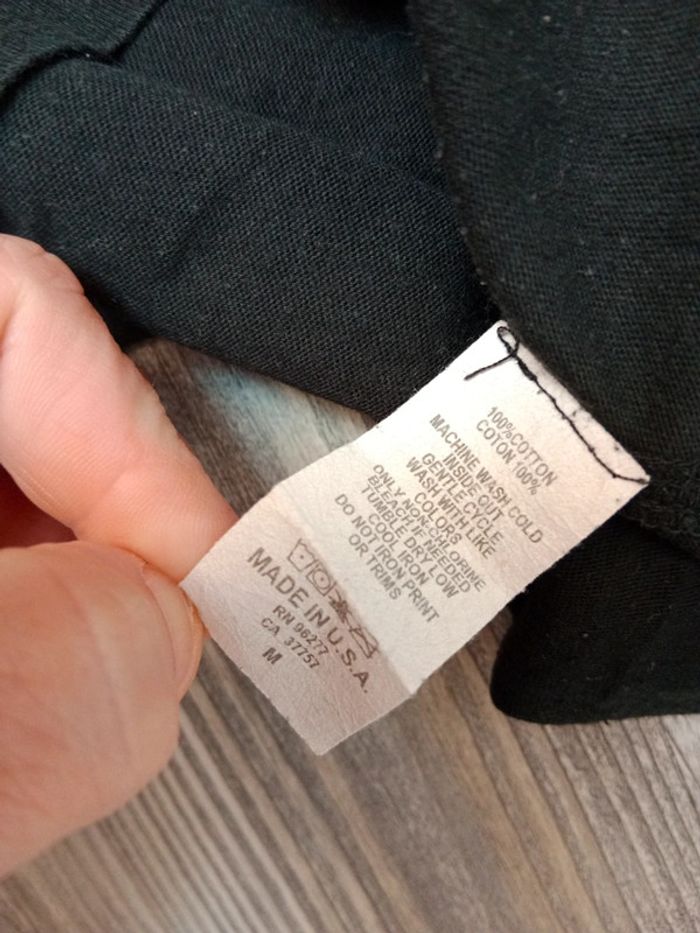 100%COTTON
COTON 100%
MACHINE WASH COLD
INSIDE OUT
GENTLE CYCLE
WASH WITH LIKE
COLORS
ONLY NON-CHLORINE
BLEACH IF NEEDED
TUMBLE DRY LOW
COOL IRON
DO NOT IRON PRINT
OR TRIMS
MADE IN U.S.A.
RN 96277
CA 37757
M